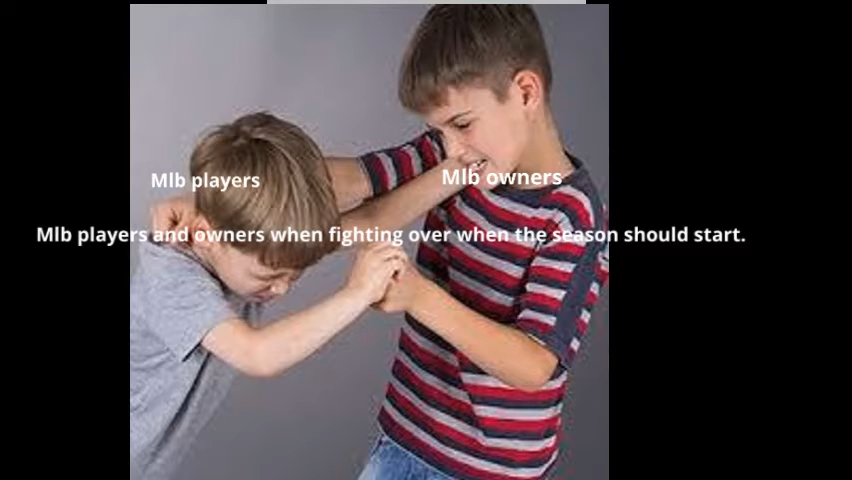 Mlb players
Mlb owners
Mlb players and owners when fighting over when the season should start.